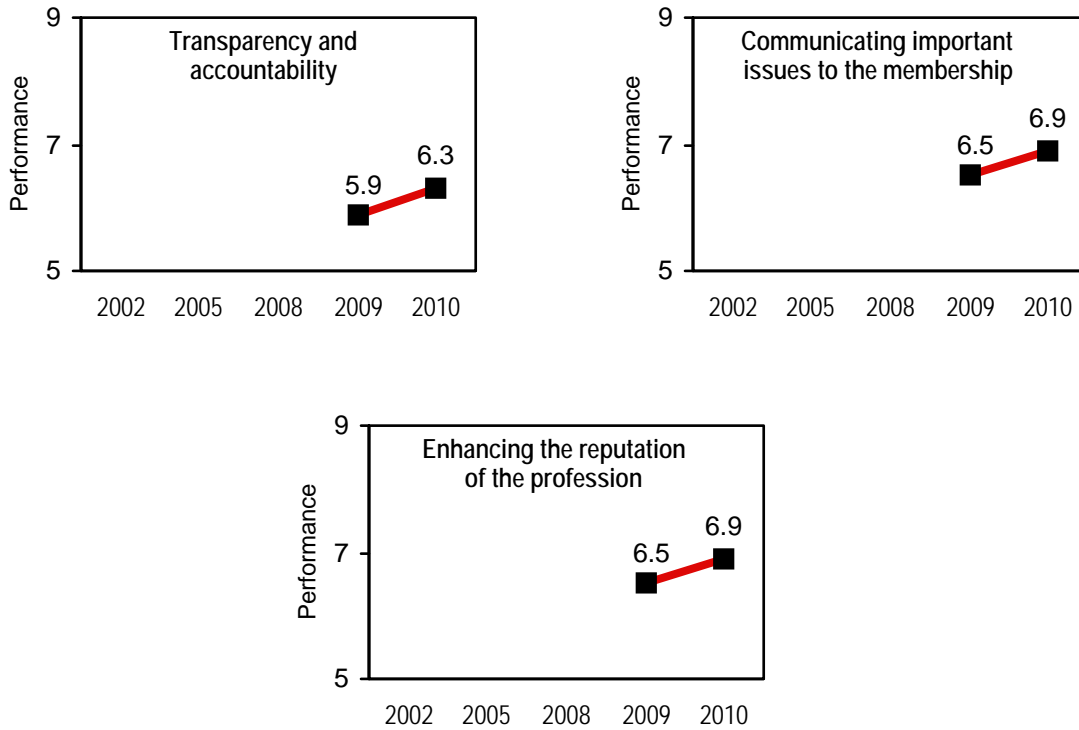 Transparency and
accountability
Performance
9
7
5
5.9
6.3
2002 2005 2008 2009 2010
Communicating important
issues to the membership
Performance
9
7
5
6.5
6.9
2002 2005 2008 2009 2010
Enhancing the reputation
of the profession
Performance
9
7
5
6.5
6.9
2002 2005 2008 2009 2010